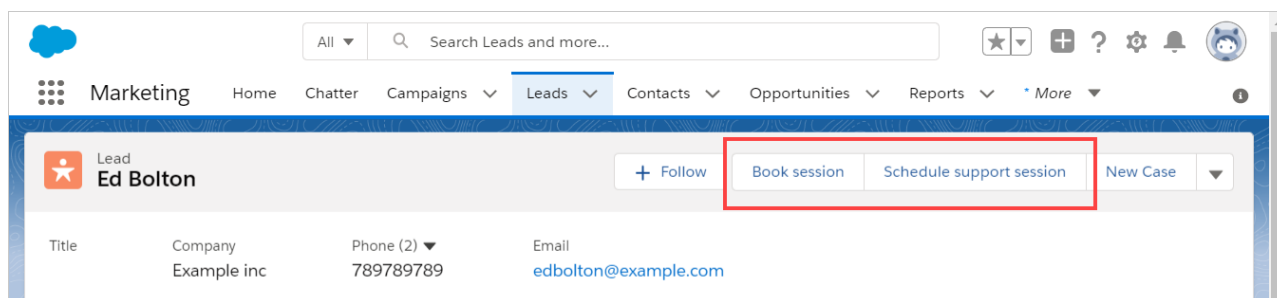 All Search Leads and more...
Marketing Home Chatter Campaigns Leads Contacts Opportunities Reports * More
Lead
Ed Bolton
+ Follow Book session Schedule support session New Case
Title Company Phone (2) Email
Example inc 789789789 edbolton@example.com